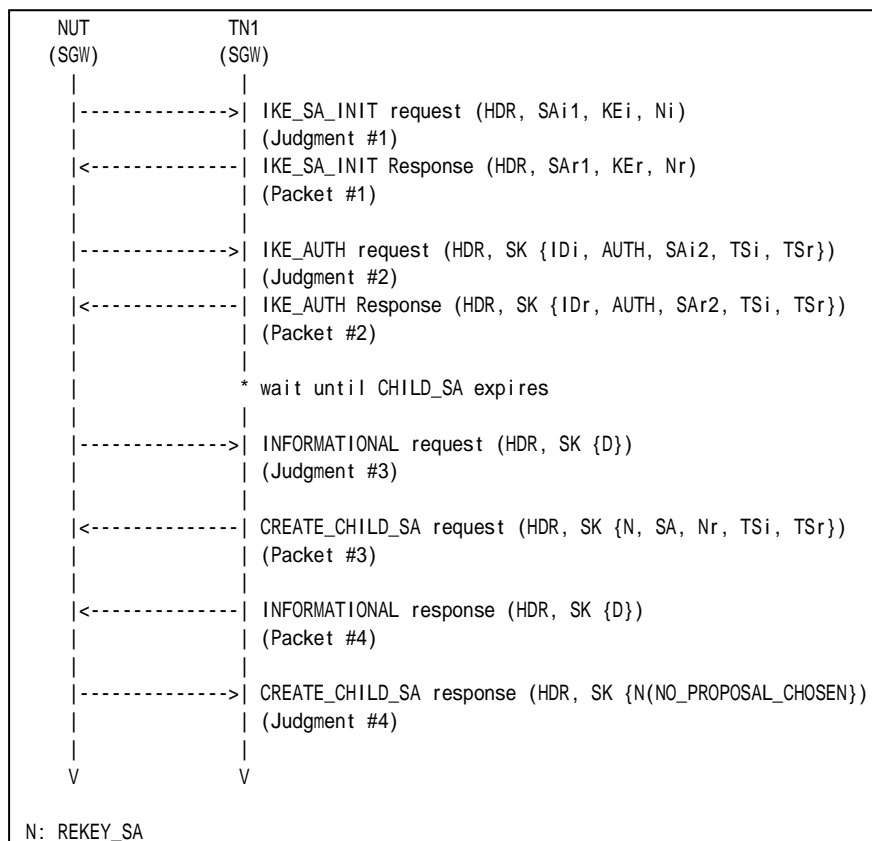 NUT TN1
(SGW) (SGW)
| |
|-------------->| IKE_SA_INIT request (HDR, SAi1, KEi, Ni)
| | (Judgment #1)
|<--------------| IKE_SA_INIT Response (HDR, SAr1, KEr, Nr)
| | (Packet #1)
| |
|-------------->| IKE_AUTH request (HDR, SK {IDi, AUTH, SAi2, TSi, TSr})
| | (Judgment #2)
|<--------------| IKE_AUTH Response (HDR, SK {IDr, AUTH, SAr2, TSi, TSr})
| | (Packet #2)
| |
| * wait until CHILD_SA expires
| |
|-------------->| INFORMATIONAL request (HDR, SK {D})
| | (Judgment #3)
| |
|<--------------| CREATE_CHILD_SA request (HDR, SK {N, SA, Nr, TSi, TSr})
| | (Packet #3)
| |
|<--------------| INFORMATIONAL response (HDR, SK {D})
| | (Packet #4)
| |
|-------------->| CREATE_CHILD_SA response (HDR, SK {N(NO_PROPOSAL_CHOSEN})
| | (Judgment #4)
| |
V V
N: REKEY_SA